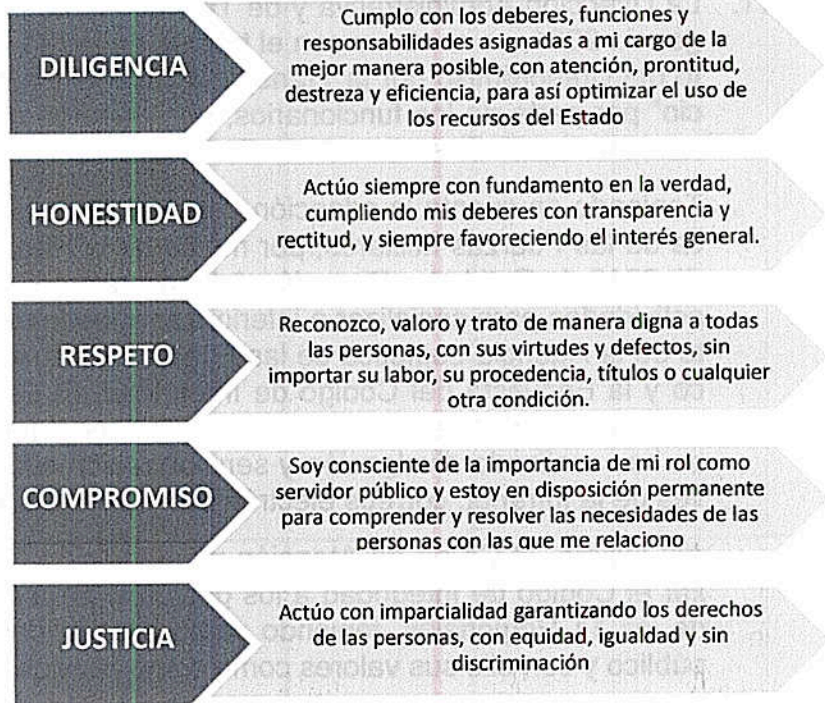 DILIGENCIA
Cumplo con los deberes, funciones y
responsabilidades asignadas a mi cargo de la
mejor manera posible, con atención, prontitud,
destreza y eficiencia, para así optimizar el uso de
los recursos del Estado
HONESTIDAD
Actúo siempre con fundamento en la verdad,
cumpliendo mis deberes con transparencia y
rectitud, y siempre favoreciendo el interés general.
RESPETO
Reconozco, valoro y trato de manera digna a todas
las personas, con sus virtudes y defectos, sin
importar su labor, su procedencia, títulos o cualquier
otra condición.
COMPROMISO
Soy consciente de la importancia de mi rol como
servidor público y estoy en disposición permanente
para comprender y resolver las necesidades de las
personas con las que me relaciono
JUSTICIA
Actúo con imparcialidad garantizando los derechos
de las personas, con equidad, igualdad y sin
discriminación